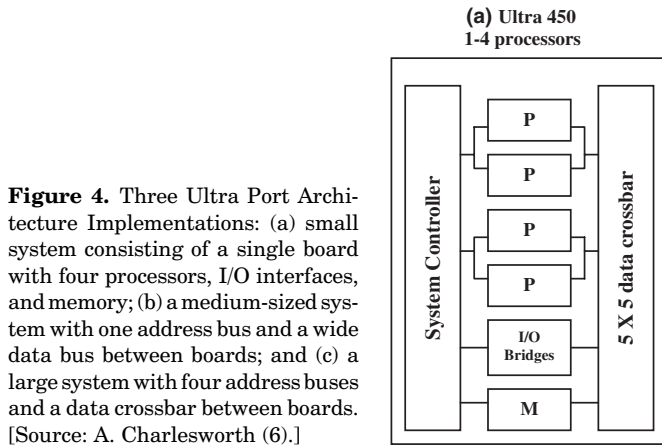 (a) Ultra 450
1-4 processors
System Controller
P
P
P
P
I/O
Bridges
M
5 X 5 data crossbar
Figure 4. Three Ultra Port Archi-
tecture Implementations: (a) small
system consisting of a single board
with four processors, I/O interfaces,
and memory; (b) a medium-sized sys-
tem with one address bus and a wide
data bus between boards; and (c) a
large system with four address buses
and a data crossbar between boards.
[Source: A. Charlesworth (6).]